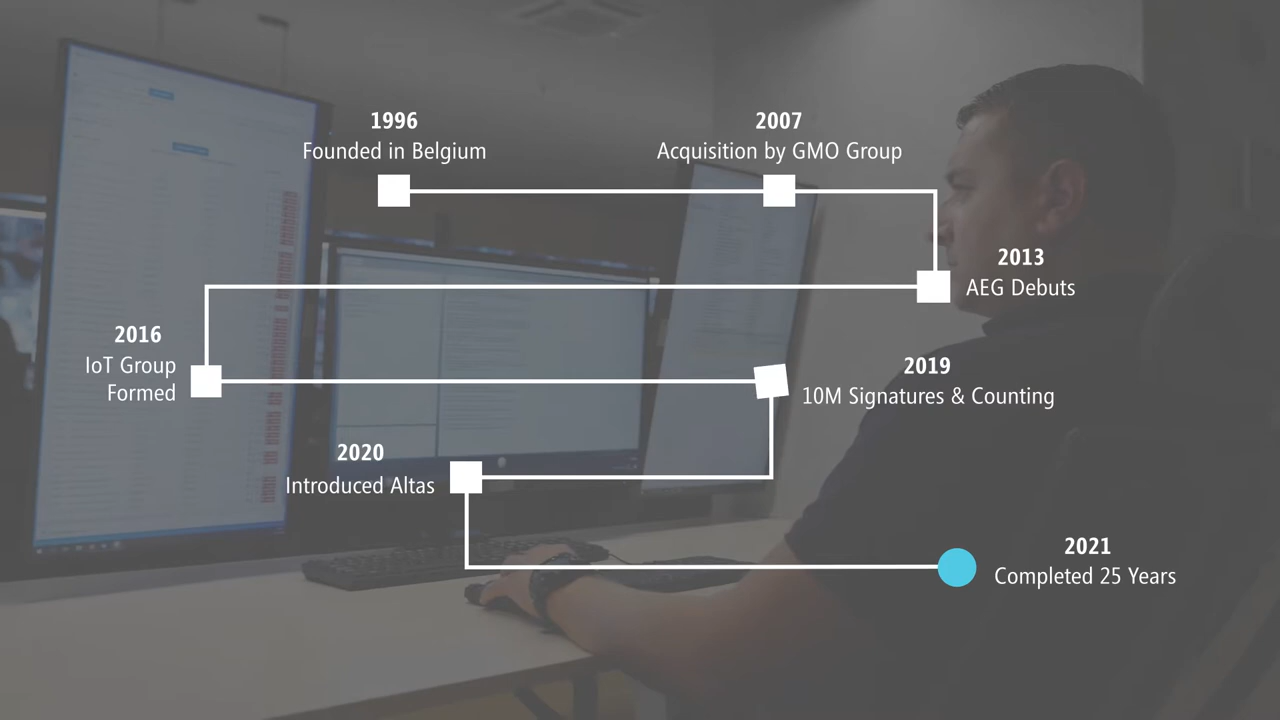 1996
Founded in Belgium
2007
Acquisition by GMO Group
2013
AEG Debuts
2016
IoT Group
Formed
2019
10M Signatures & Counting
2020
Introduced Altas
2021
Completed 25 Years